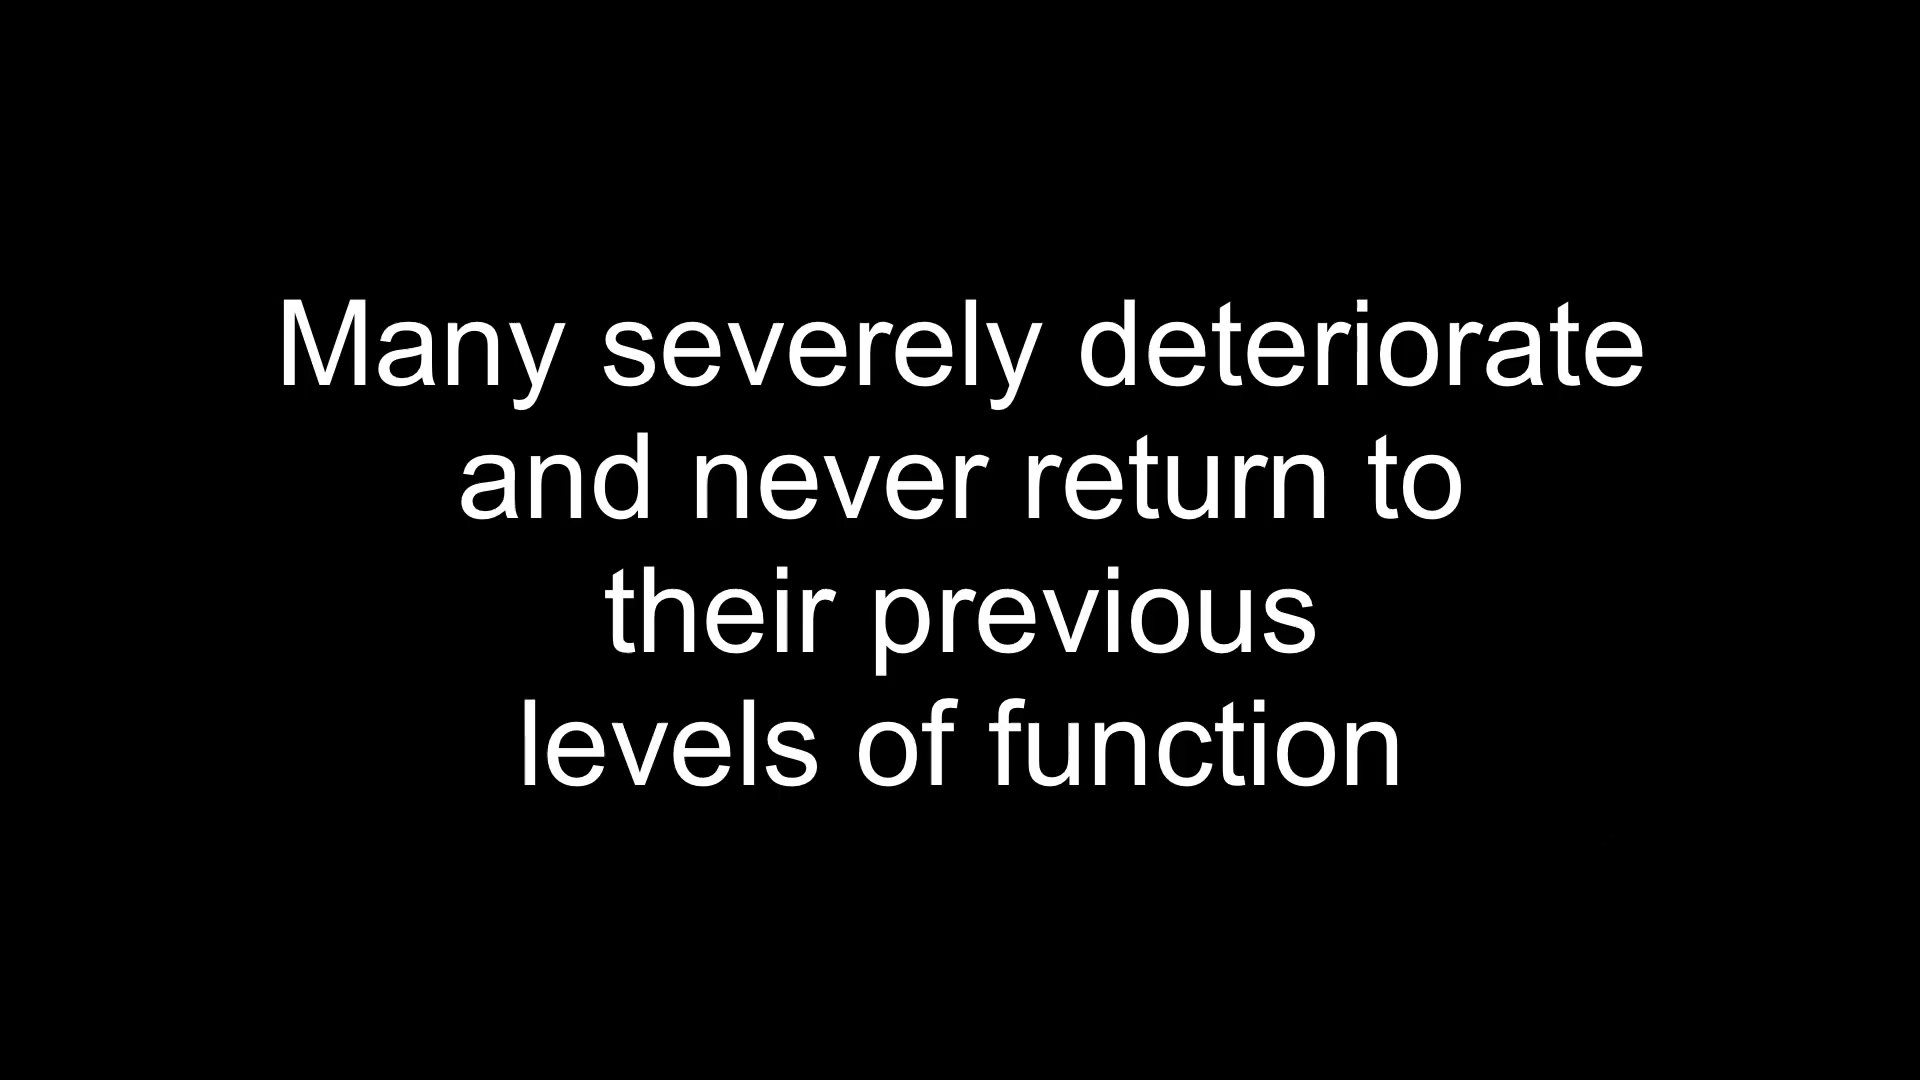 Many severely deteriorate
and never return to
their previous
levels of function